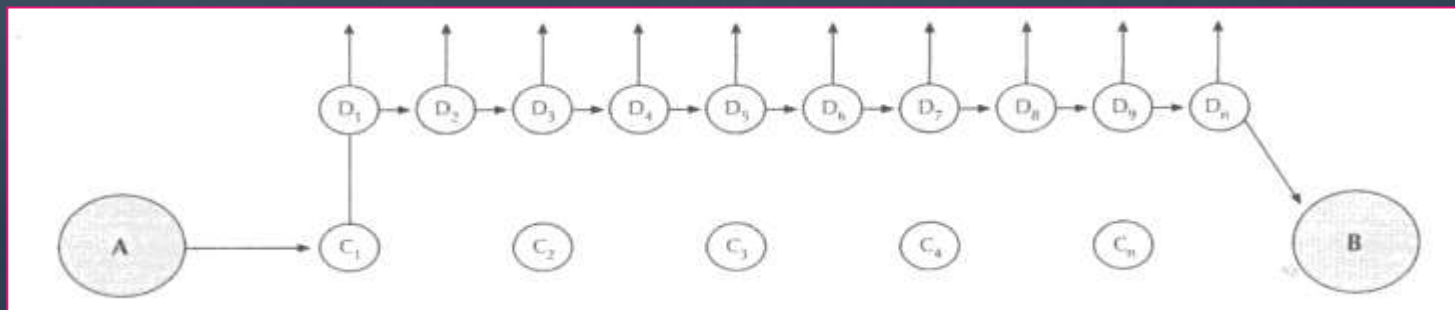 D₁ D₂ D₃ D₄ D₅ D₆ D₇ D₈ D₉ Dₙ
A C₁ C₂ C₃ C₄ Cₙ B